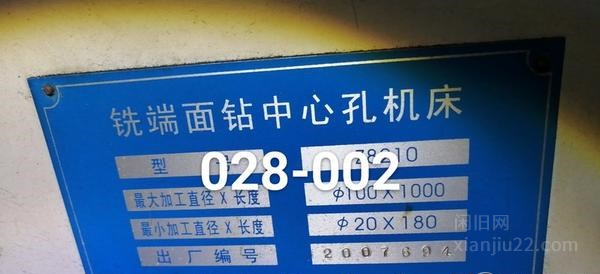 铣端面钻中心孔机床
型
028-002
最大加工直径 X 长度 φ100X1000
最小加工直径 X 长度 φ20X180
出厂编号 2007694
闲旧网
xianjiu22.com